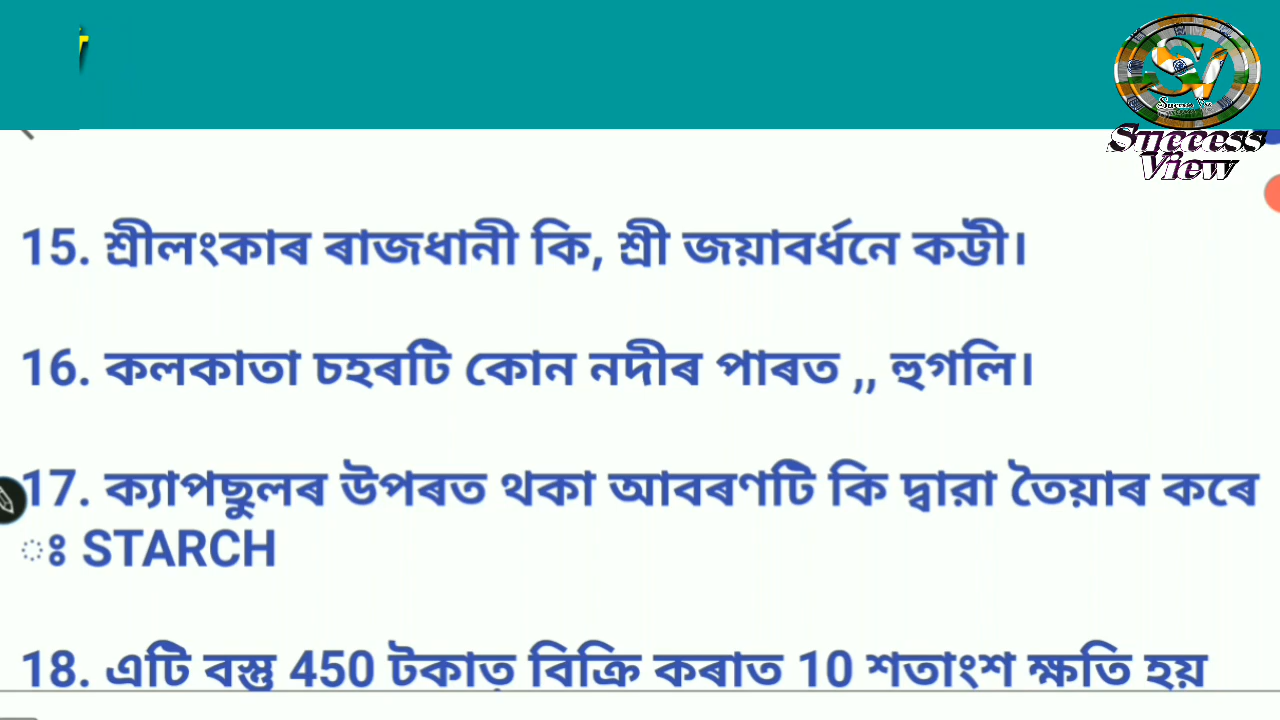 Success
View
15. শ্ৰীলংকাৰ ৰাজধানী কি, শ্ৰী জয়াবৰ্ধনে কট্টী।
16. কলকাতা চহৰটি কোন নদীৰ পাৰত ,, হুগলি।
17. ক্যাপছুলৰ উপৰত থকা আবৰণটি কি দ্বাৰা তৈয়াৰ কৰে
ঃ STARCH
18. এটি বস্তু 450 টকাত বিক্ৰি কৰাত 10 শতাংশ ক্ষতি হয়